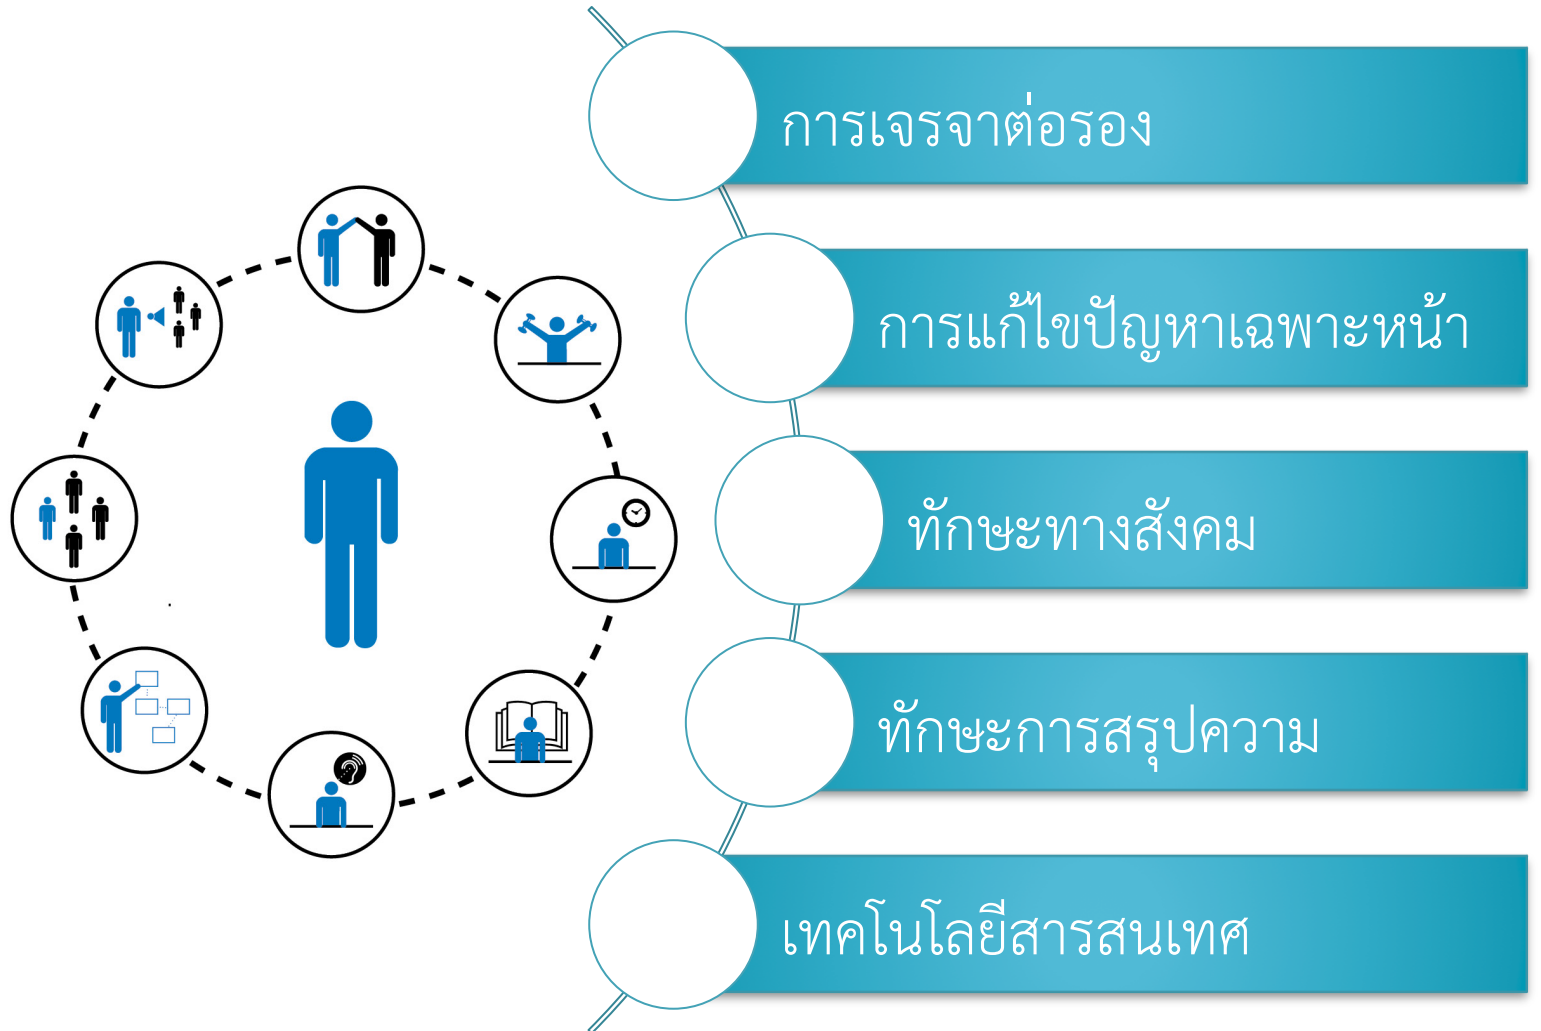 การเจรจาต่อรอง
การแก้ไขปัญหาเฉพาะหน้า
ทักษะทางสังคม
ทักษะการสรุปความ
เทคโนโลยีสารสนเทศ